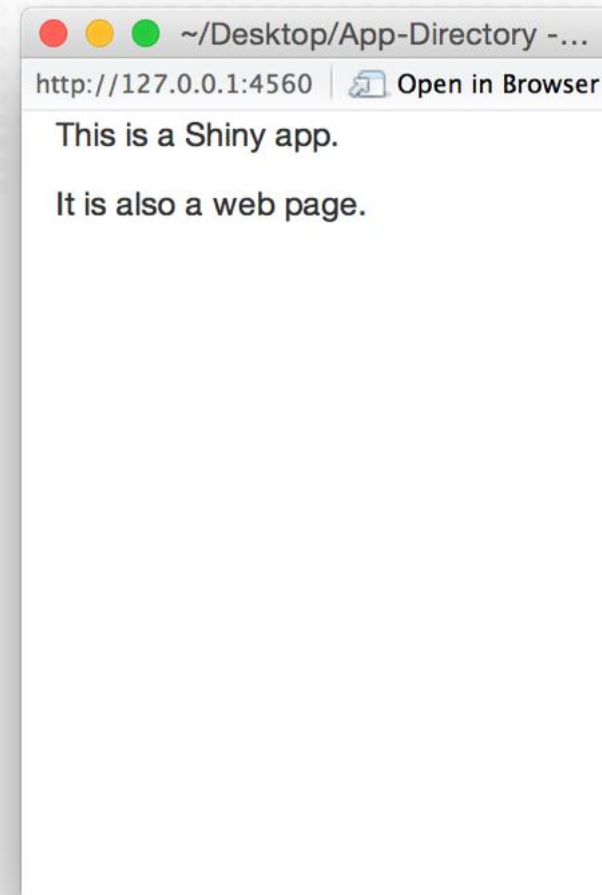 ~/Desktop/App-Directory -...
http://127.0.0.1:4560 Open in Browser
This is a Shiny app.
It is also a web page.